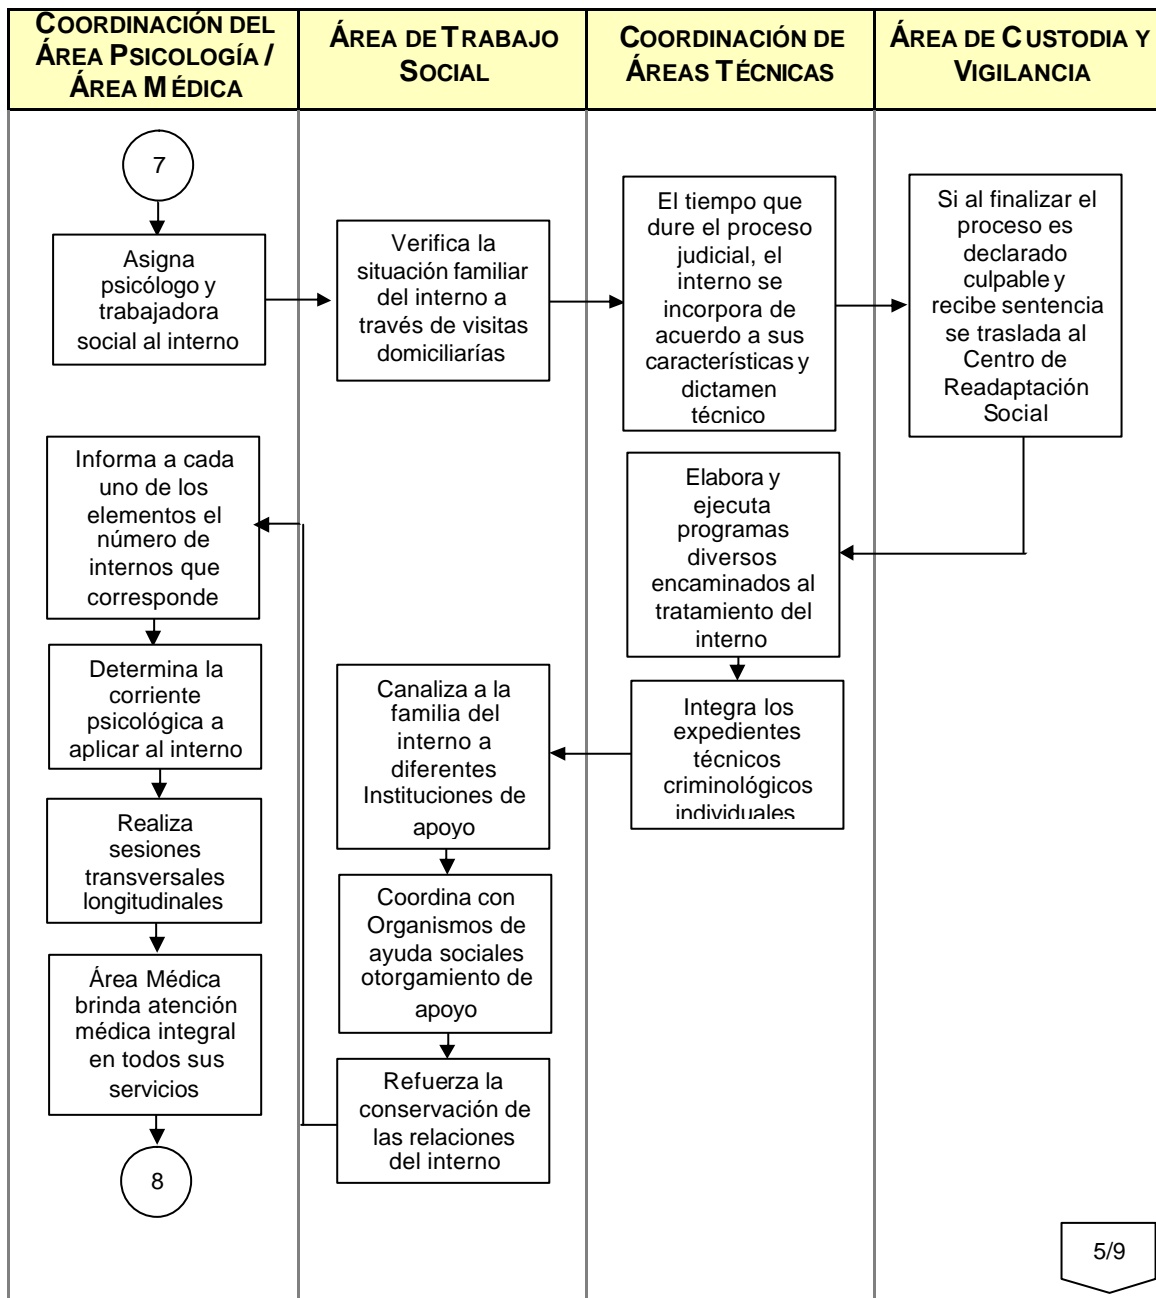 COORDINACIÓN DEL
ÁREA PSICOLOGÍA /
ÁREA MÉDICA
ÁREA DE TRABAJO
SOCIAL
COORDINACIÓN DE
ÁREAS TÉCNICAS
ÁREA DE CUSTODIA Y
VIGILANCIA
7
Asigna
psicólogo y
trabajadora
social al interno
Verifica la
situación familiar
del interno a
través de visitas
domiciliarías
El tiempo que
dure el proceso
judicial, el
interno se
incorpora de
acuerdo a sus
características y
dictamen
técnico
Si al finalizar el
proceso es
declarado
culpable y
recibe sentencia
se traslada al
Centro de
Readaptación
Social
Elabora y
ejecuta
programas
diversos
encaminados al
tratamiento del
interno
Integra los
expedientes
técnicos
criminológicos
individuales
Canaliza a la
familia del
interno a
diferentes
Instituciones de
apoyo
Coordina con
Organismos de
ayuda sociales
otorgamiento de
apoyo
Refuerza la
conservación de
las relaciones
del interno
Informa a cada
uno de los
elementos el
número de
internos que
corresponde
Determina la
corriente
psicológica a
aplicar al interno
Realiza
sesiones
transversales
longitudinales
Área Médica
brinda atención
médica integral
en todos sus
servicios
8
5/9